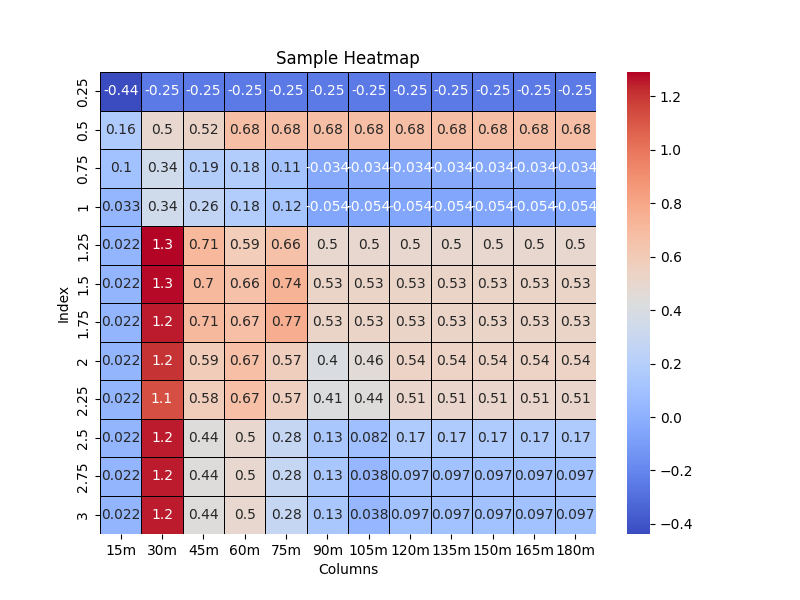 Sample Heatmap
0.25 -0.44 -0.25 -0.25 -0.25 -0.25 -0.25 -0.25 -0.25 -0.25 -0.25 -0.25 -0.25
0.5 0.16 0.5 0.52 0.68 0.68 0.68 0.68 0.68 0.68 0.68 0.68 0.68
0.75 0.1 0.34 0.19 0.18 0.11 -0.034 -0.034 -0.034 -0.034 -0.034 -0.034 -0.034
1 0.033 0.34 0.26 0.18 0.12 -0.054 -0.054 -0.054 -0.054 -0.054 -0.054 -0.054
1.25 0.022 1.3 0.71 0.59 0.66 0.5 0.5 0.5 0.5 0.5 0.5 0.5
1.5 0.022 1.3 0.7 0.66 0.74 0.53 0.53 0.53 0.53 0.53 0.53 0.53
1.75 0.022 1.2 0.71 0.67 0.77 0.53 0.53 0.53 0.53 0.53 0.53 0.53
2 0.022 1.2 0.59 0.67 0.57 0.4 0.46 0.54 0.54 0.54 0.54 0.54
2.25 0.022 1.1 0.58 0.67 0.57 0.41 0.44 0.51 0.51 0.51 0.51 0.51
2.5 0.022 1.2 0.44 0.5 0.28 0.13 0.082 0.17 0.17 0.17 0.17 0.17
2.75 0.022 1.2 0.44 0.5 0.28 0.13 0.038 0.097 0.097 0.097 0.097 0.097
3 0.022 1.2 0.44 0.5 0.28 0.13 0.038 0.097 0.097 0.097 0.097 0.097
15m 30m 45m 60m 75m 90m 105m 120m 135m 150m 165m 180m
Columns
Index
1.2
1.0
0.8
0.6
0.4
0.2
0.0
−0.2
−0.4